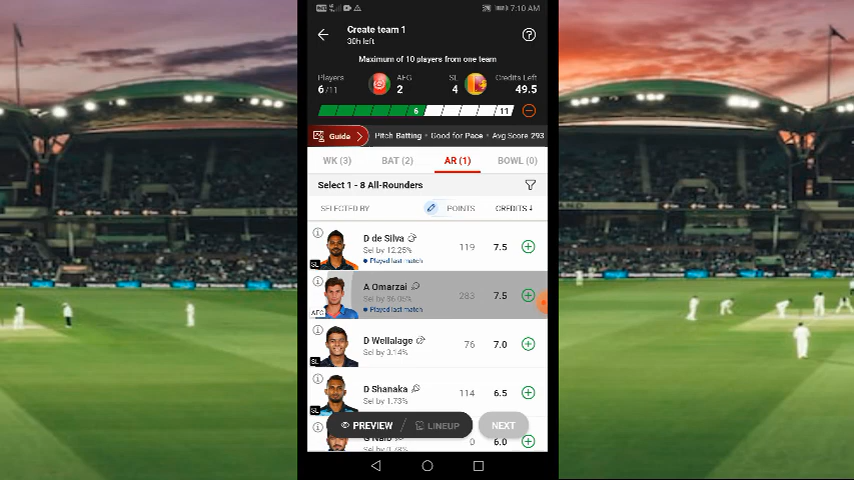 7:10 AM
Create team 1
30h left
Maximum of 10 players from one team
Players AFG SL Credits Left
6/11 2 4 49.5
6 11
Guide Pitch Batting • Good for Pace • Avg Score 293
WK (3) BAT (2) AR (1) BOWL (0)
Select 1 - 8 All-Rounders
SELECTED BY POINTS CREDITS↓
D de Silva 119 7.5
Sel by 12.25%
• Played last match
SL
A Omarzai 283 7.5
• Played last match
AFG
D Wellalage 76 7.0
Sel by 3.14%
SL
D Shanaka 114 6.5
Sel by 1.73%
SL
PREVIEW / LINEUP NEXT
0 6.0